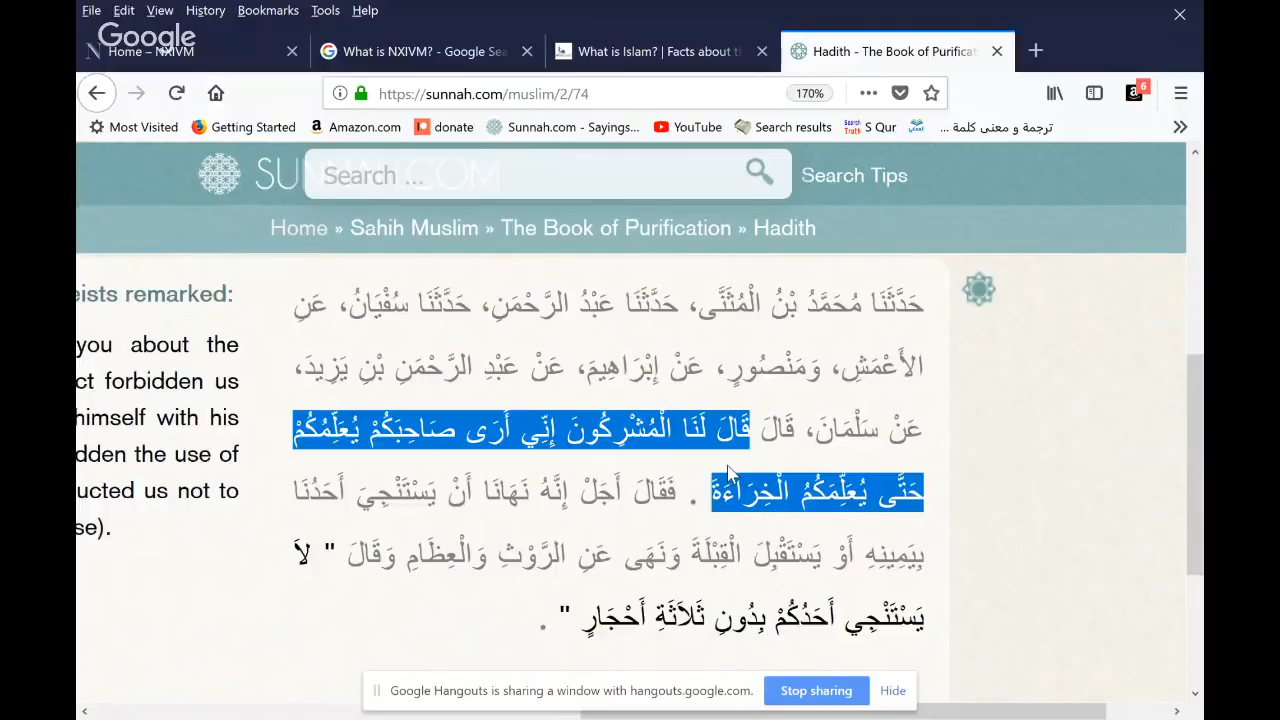 File Edit View History Bookmarks Tools Help
Google
Home – NXIVM
What is NXIVM? - Google Sea
What is Islam? | Facts about th
Hadith - The Book of Purificat
https://sunnah.com/muslim/2/74
170%
6
Most Visited
Getting Started
Amazon.com
donate
Sunnah.com - Sayings...
YouTube
Search results
Search Truth
S Qur
ترجمة و معنى كلمة ...
SUNNAH.COM
Search ...
Search Tips
Home » Sahih Muslim » The Book of Purification » Hadith
eists remarked:
you about the
ct forbidden us
himself with his
dden the use of
ucted us not to
se).
حَدَّثَنَا مُحَمَّدُ بْنُ الْمُثَنَّى، حَدَّثَنَا عَبْدُ الرَّحْمَنِ، حَدَّثَنَا سُفْيَانُ، عَنِ
الأَعْمَشِ، وَمَنْصُورٍ، عَنْ إِبْرَاهِيمَ، عَنْ عَبْدِ الرَّحْمَنِ بْنِ يَزِيدَ،
عَنْ سَلْمَانَ، قَالَ قَالَ لَنَا الْمُشْرِكُونَ إِنِّي أَرَى صَاحِبَكُمْ يُعَلِّمُكُمْ
حَتَّى يُعَلِّمَكُمُ الْخِرَاءَةَ . فَقَالَ أَجَلْ إِنَّهُ نَهَانَا أَنْ يَسْتَنْجِيَ أَحَدُنَا
بِيَمِينِهِ أَوْ يَسْتَقْبِلَ الْقِبْلَةَ وَنَهَى عَنِ الرَّوْثِ وَالْعِظَامِ وَقَالَ " لاَ
يَسْتَنْجِي أَحَدُكُمْ بِدُونِ ثَلاَثَةِ أَحْجَارٍ " .
Google Hangouts is sharing a window with hangouts.google.com.
Stop sharing
Hide